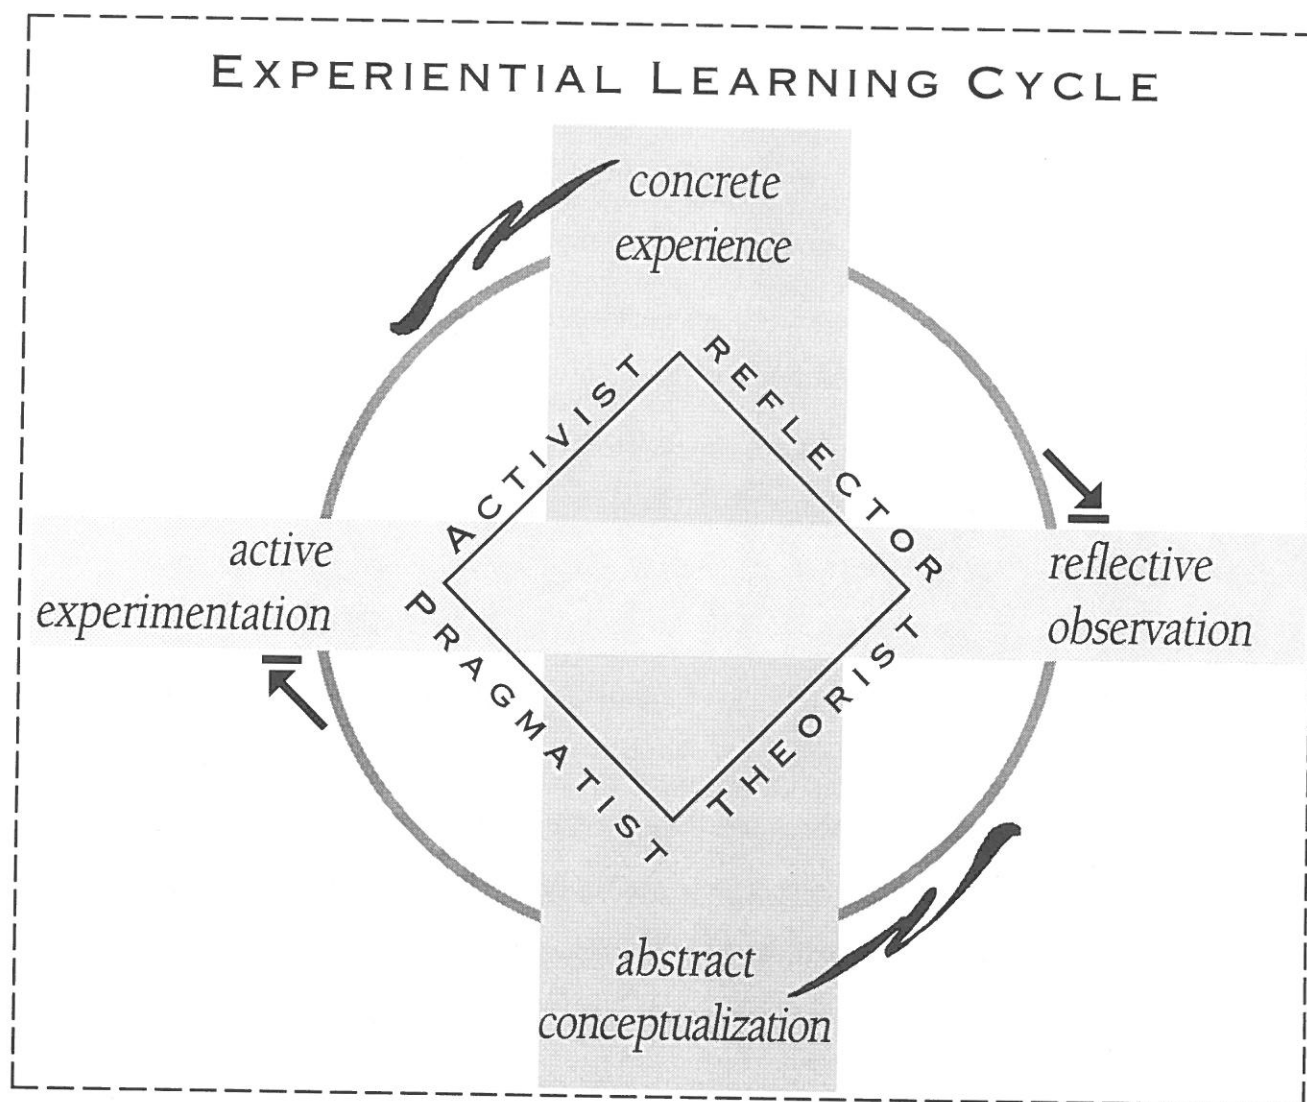 EXPERIENTIAL LEARNING CYCLE
concrete
experience
ACTIVIST
REFLECTOR
active
experimentation
reflective
observation
PRAGMATIST
THEORIST
abstract
conceptualization